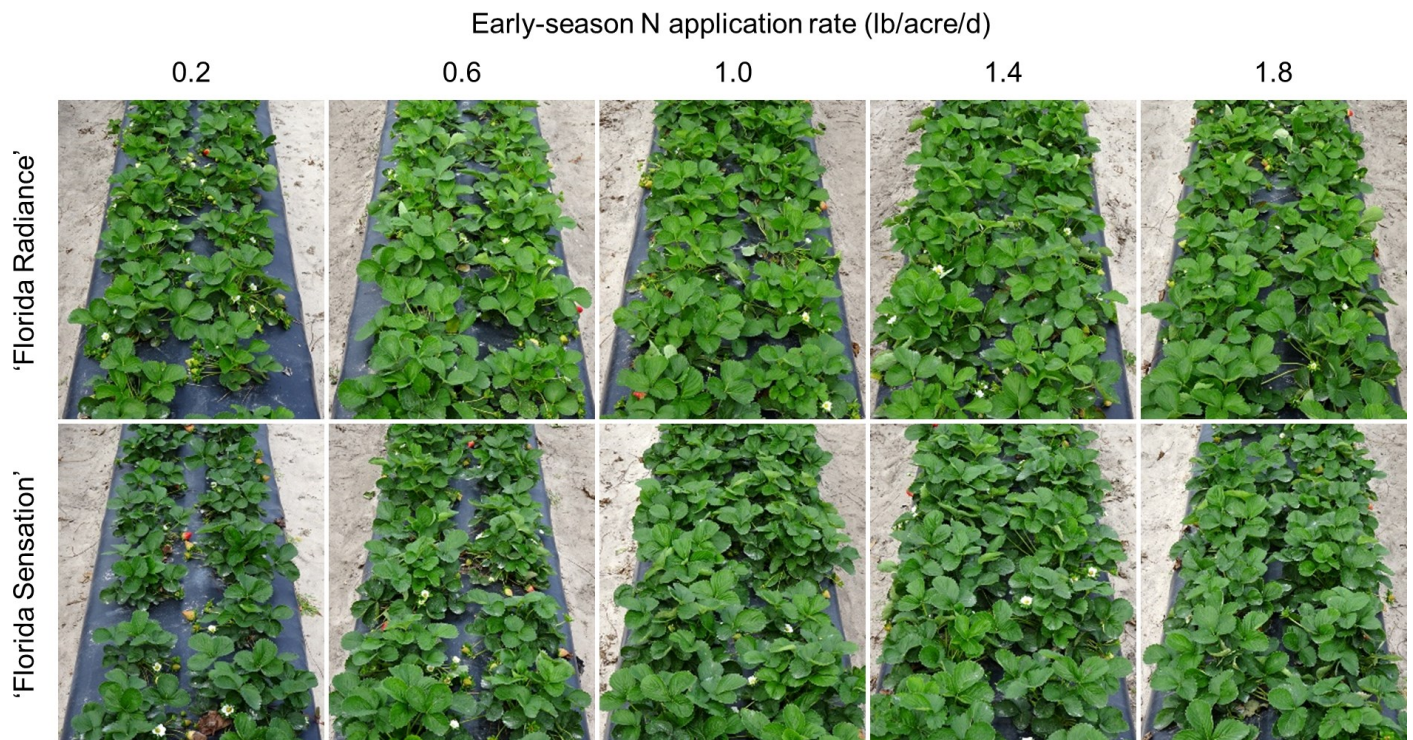 Early-season N application rate (lb/acre/d)
0.2 0.6 1.0 1.4 1.8
‘Florida Radiance’
‘Florida Sensation’